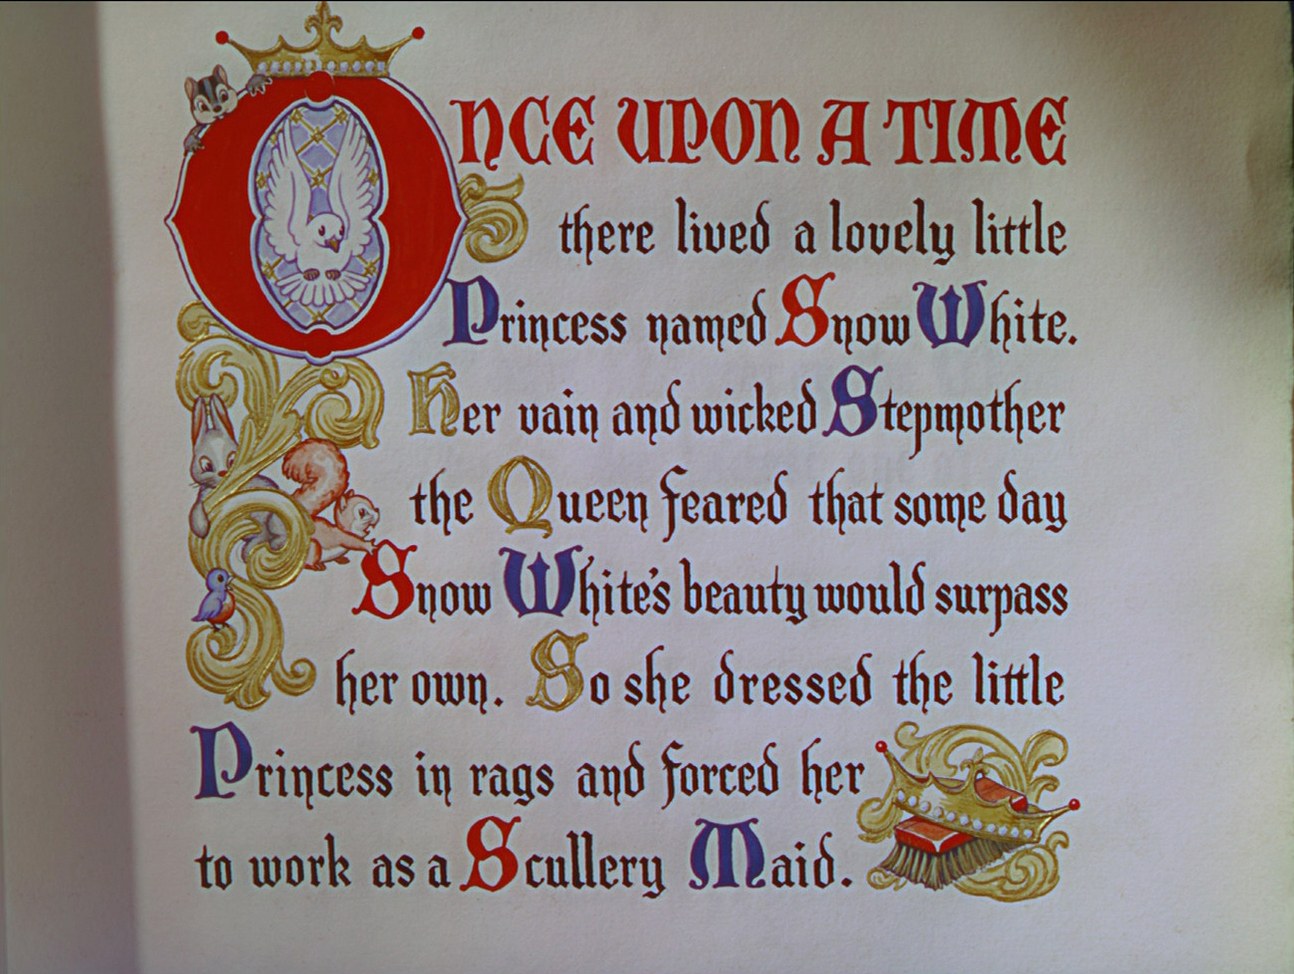 ONCE UPON A TIME
there lived a lovely little
Princess named Snow White.
Her vain and wicked Stepmother
the Queen feared that some day
Snow White's beauty would surpass
her own. So she dressed the little
Princess in rags and forced her
to work as a Scullery Maid.